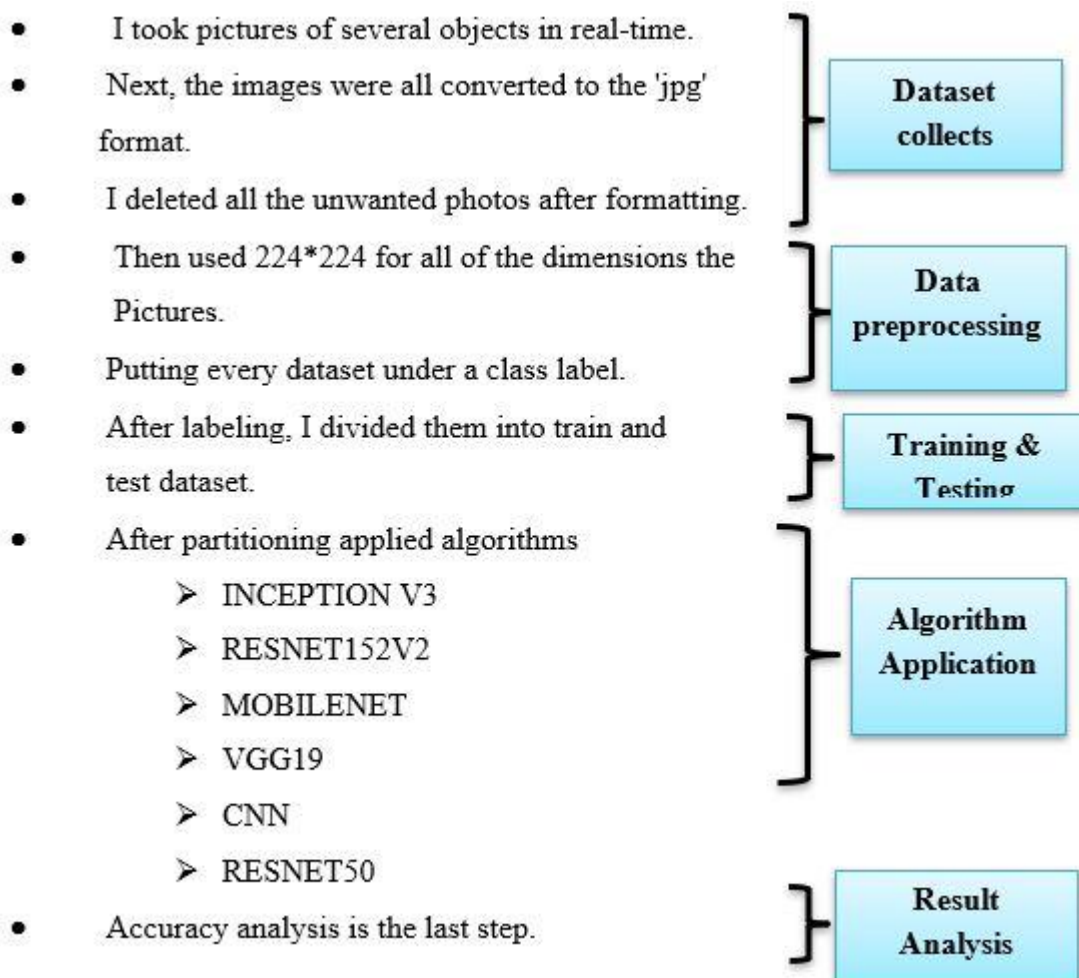 • I took pictures of several objects in real-time.
• Next, the images were all converted to the 'jpg'
format.
• I deleted all the unwanted photos after formatting.
Dataset
collects
• Then used 224*224 for all of the dimensions the
Pictures.
• Putting every dataset under a class label.
Data
preprocessing
• After labeling, I divided them into train and
test dataset.
Training &
Testing
• After partitioning applied algorithms
➢ INCEPTION V3
➢ RESNET152V2
➢ MOBILENET
➢ VGG19
➢ CNN
➢ RESNET50
Algorithm
Application
• Accuracy analysis is the last step.
Result
Analysis